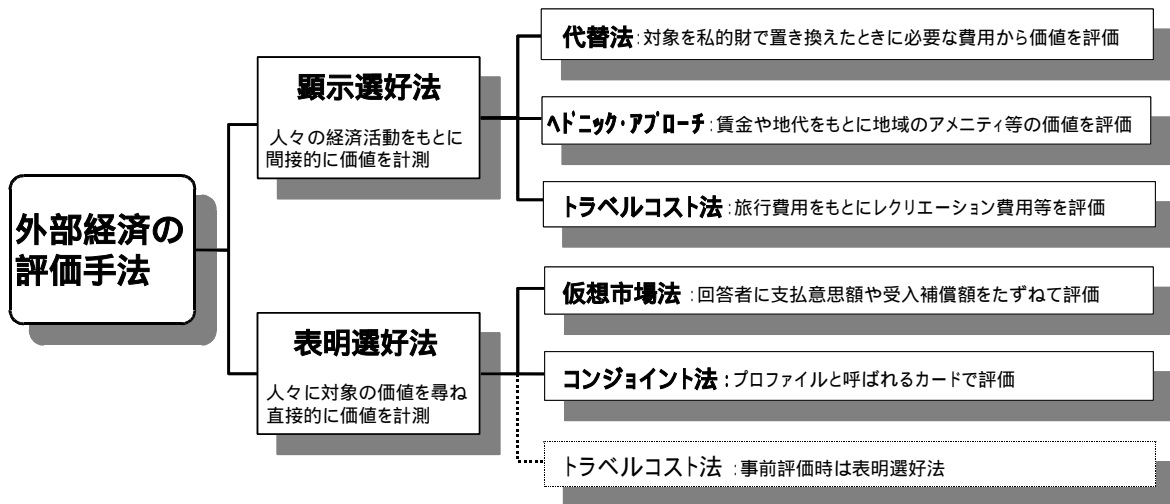 外部経済の
評価手法
顕示選好法
人々の経済活動をもとに
間接的に価値を計測
代替法:対象を私的財で置き換えたときに必要な費用から価値を評価
ヘドニック・アプローチ:賃金や地代をもとに地域のアメニティ等の価値を評価
トラベルコスト法:旅行費用をもとにレクリエーション費用等を評価
表明選好法
人々に対象の価値を尋ね
直接的に価値を計測
仮想市場法:回答者に支払意思額や受入補償額をたずねて評価
コンジョイント法:プロファイルと呼ばれるカードで評価
トラベルコスト法:事前評価時は表明選好法